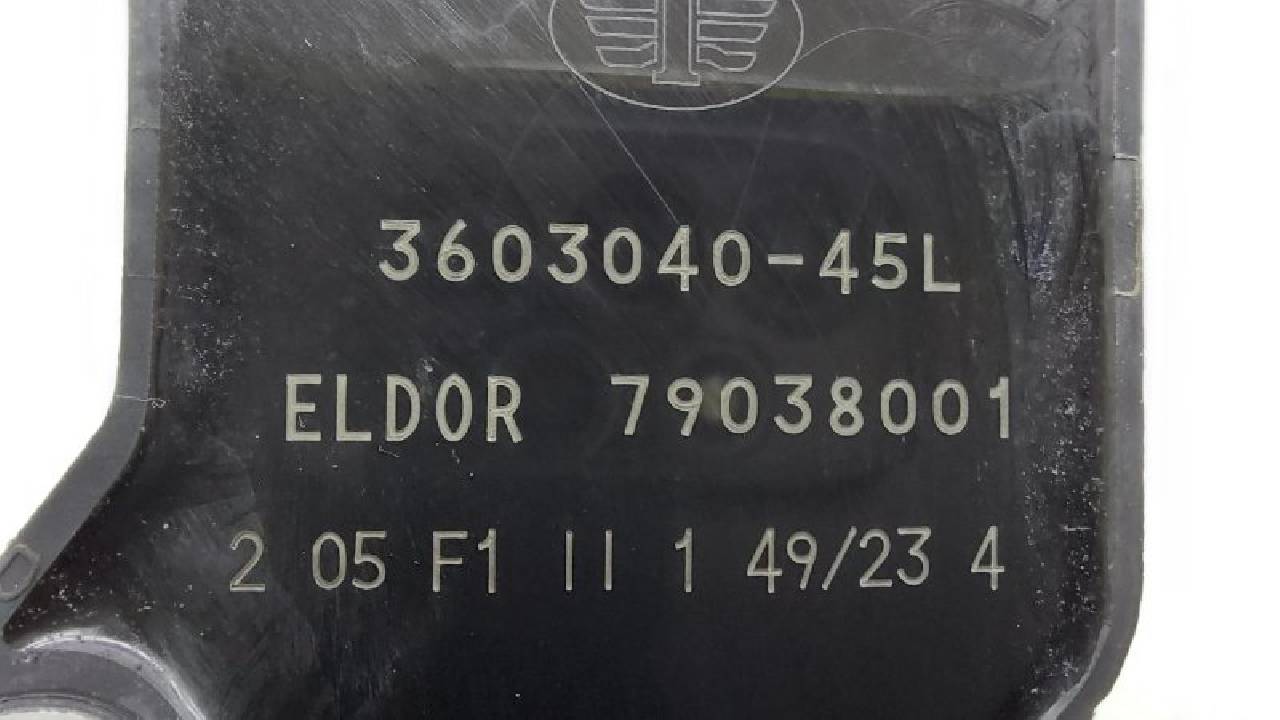 3603040-45L
ELDOR 79038001
2 05 F1 II 1 49/23 4